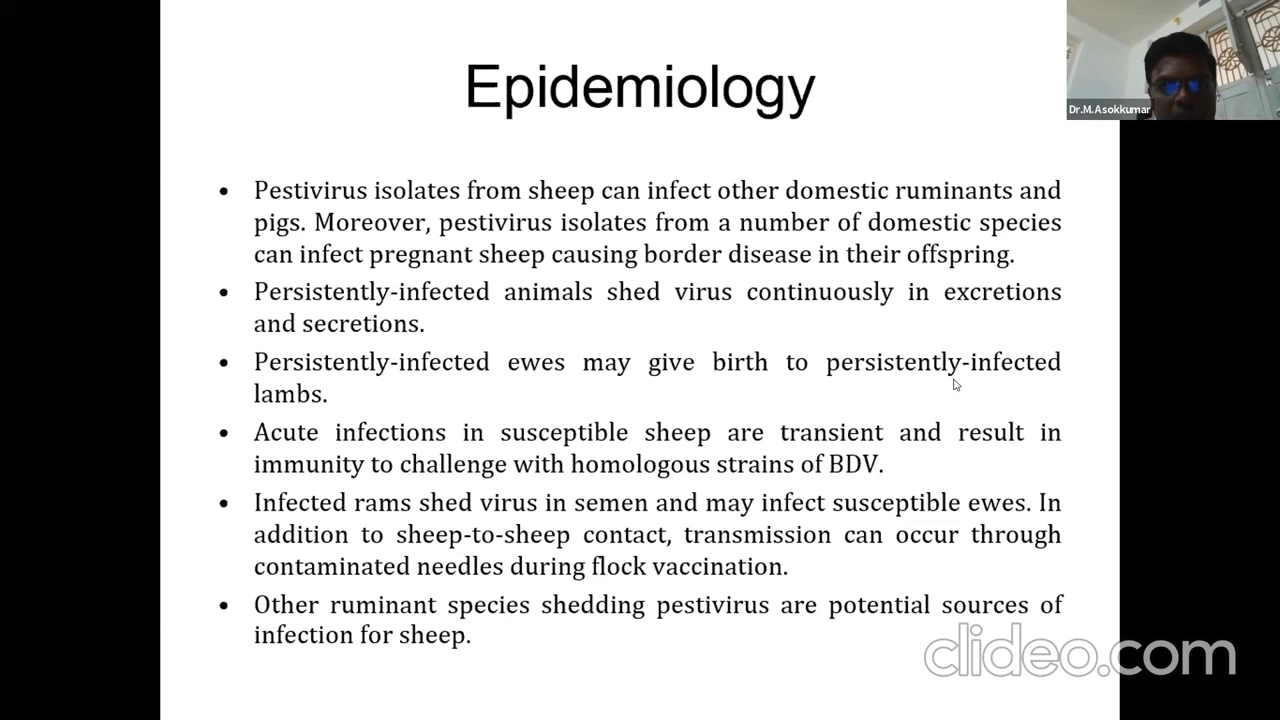 Epidemiology
Dr.M.Asokkumar
• Pestivirus isolates from sheep can infect other domestic ruminants and
pigs. Moreover, pestivirus isolates from a number of domestic species
can infect pregnant sheep causing border disease in their offspring.
• Persistently-infected animals shed virus continuously in excretions
and secretions.
• Persistently-infected ewes may give birth to persistently-infected
lambs.
• Acute infections in susceptible sheep are transient and result in
immunity to challenge with homologous strains of BDV.
• Infected rams shed virus in semen and may infect susceptible ewes. In
addition to sheep-to-sheep contact, transmission can occur through
contaminated needles during flock vaccination.
• Other ruminant species shedding pestivirus are potential sources of
infection for sheep.
clideo.com